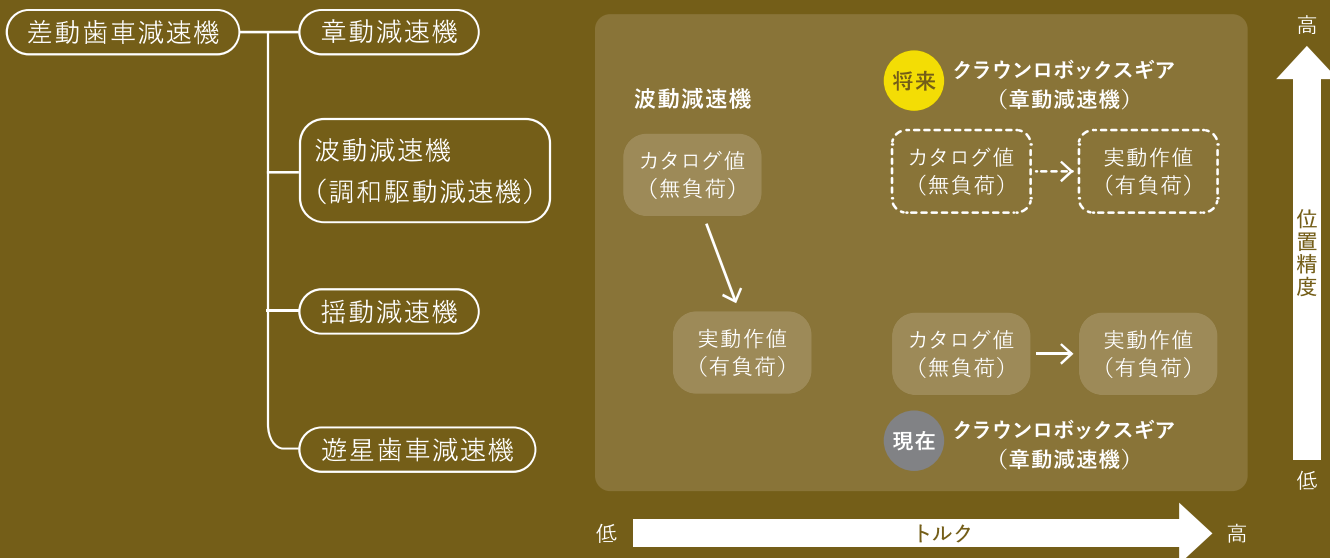 差動歯車減速機
章動減速機
波動減速機
（調和駆動減速機）
揺動減速機
遊星歯車減速機
波動減速機
カタログ値
（無負荷）
実動作値
（有負荷）
将来
クラウンロボックスギア
（章動減速機）
カタログ値
（無負荷）
実動作値
（有負荷）
カタログ値
（無負荷）
実動作値
（有負荷）
現在
クラウンロボックスギア
（章動減速機）
高
位置精度
低
低
トルク
高